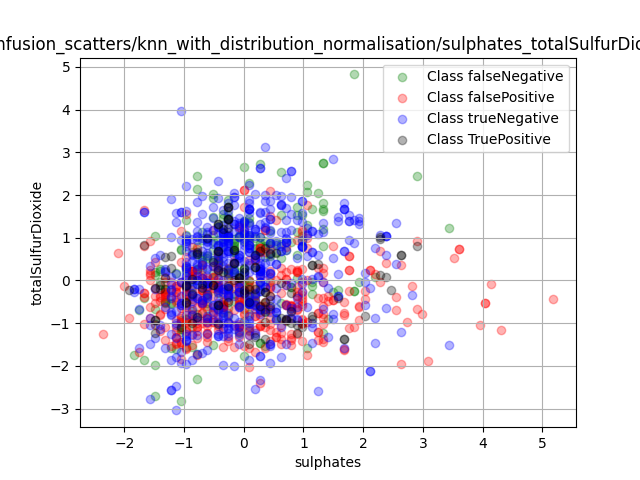 nfusion_scatters/knn_with_distribution_normalisation/sulphates_totalSulfurDio
Class falseNegative
Class falsePositive
Class trueNegative
Class TruePositive
5
4
3
2
1
0
−1
−2
−3
totalSulfurDioxide
−2 −1 0 1 2 3 4 5
sulphates